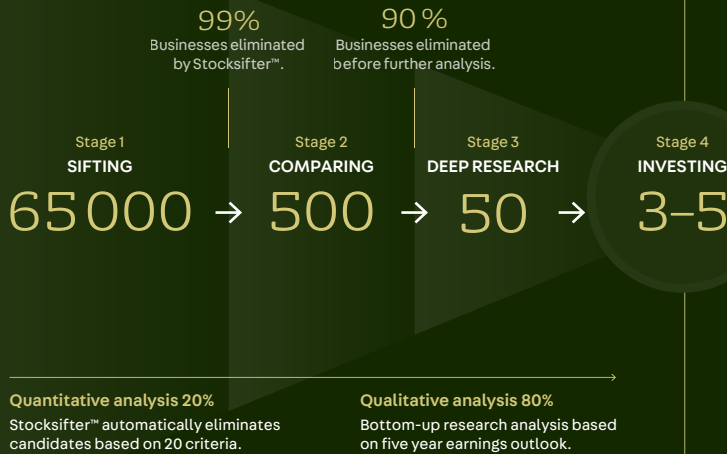 99%
Businesses eliminated
by Stocksifter™.
90 %
Businesses eliminated
before further analysis.
Stage 1
SIFTING
65 000
Stage 2
COMPARING
500
Stage 3
DEEP RESEARCH
50
Stage 4
INVESTING
3–5
Quantitative analysis 20%
Stocksifter™ automatically eliminates
candidates based on 20 criteria.
Qualitative analysis 80%
Bottom-up research analysis based
on five year earnings outlook.